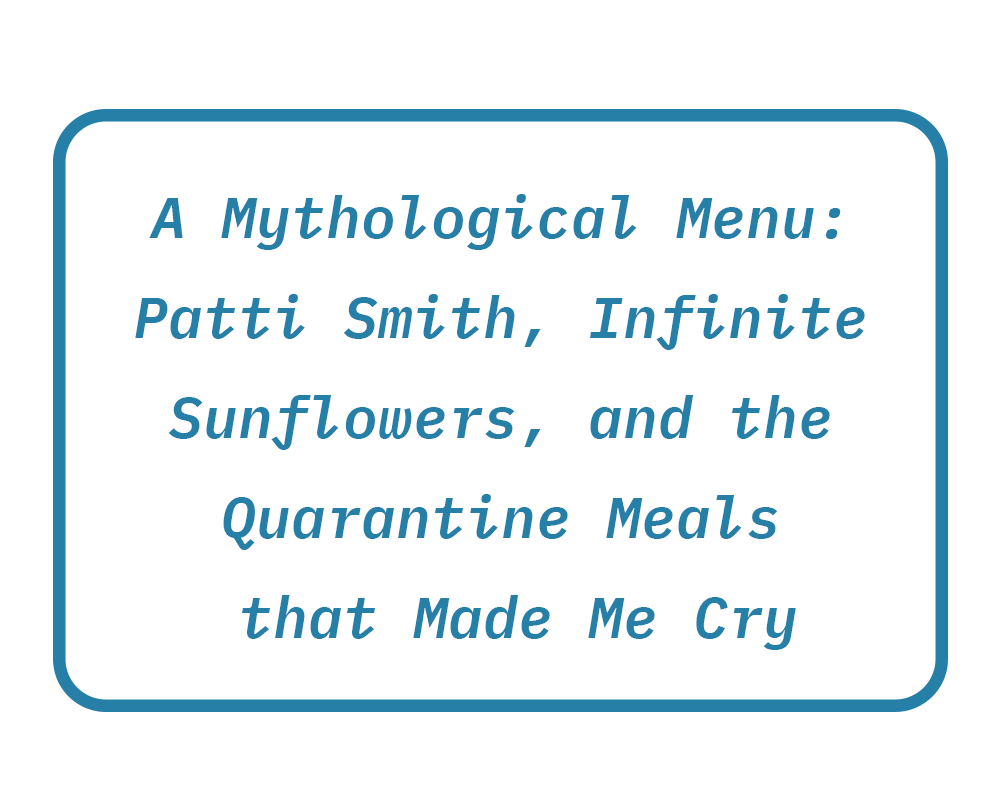 A Mythological Menu:
Patti Smith, Infinite
Sunflowers, and the
Quarantine Meals
that Made Me Cry